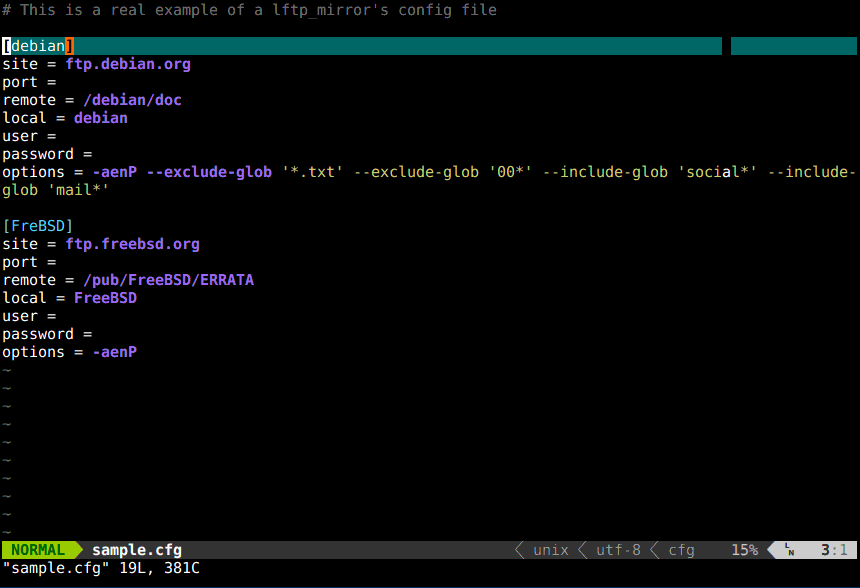 # This is a real example of a lftp_mirror's config file
[debian]
site = ftp.debian.org
port =
remote = /debian/doc
local = debian
user =
password =
options = -aenP --exclude-glob '*.txt' --exclude-glob '00*' --include-glob 'social*' --include-
glob 'mail*'
[FreBSD]
site = ftp.freebsd.org
port =
remote = /pub/FreeBSD/ERRATA
local = FreeBSD
user =
password =
options = -aenP
~
~
~
~
~
~
~
~
~
~
NORMAL sample.cfg unix utf-8 cfg 15% LN 3:1
"sample.cfg" 19L, 381C